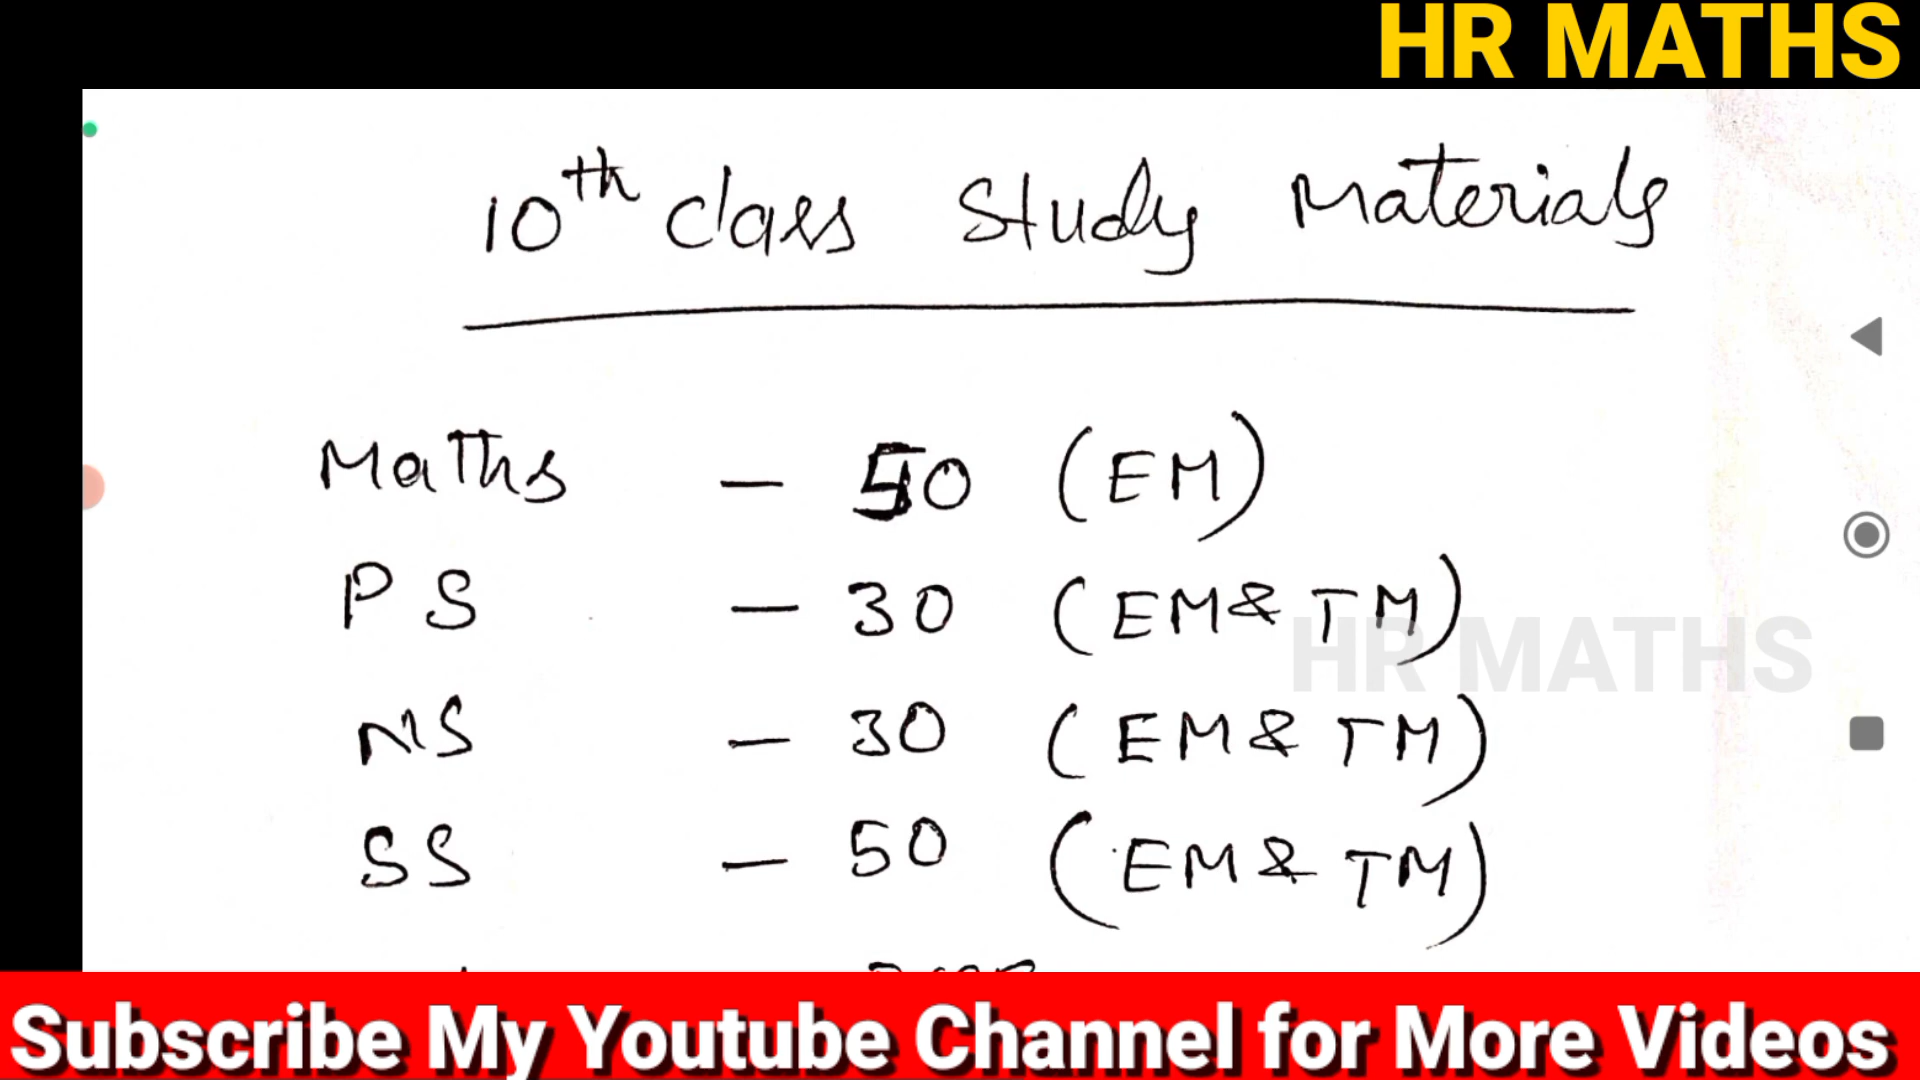 HR MATHS
10th class Study Materials
Maths - 50 (EM)
PS - 30 (EM & TM)
HR MATHS
NS - 30 (EM & TM)
SS - 50 (EM & TM)
Subscribe My Youtube Channel for More Videos